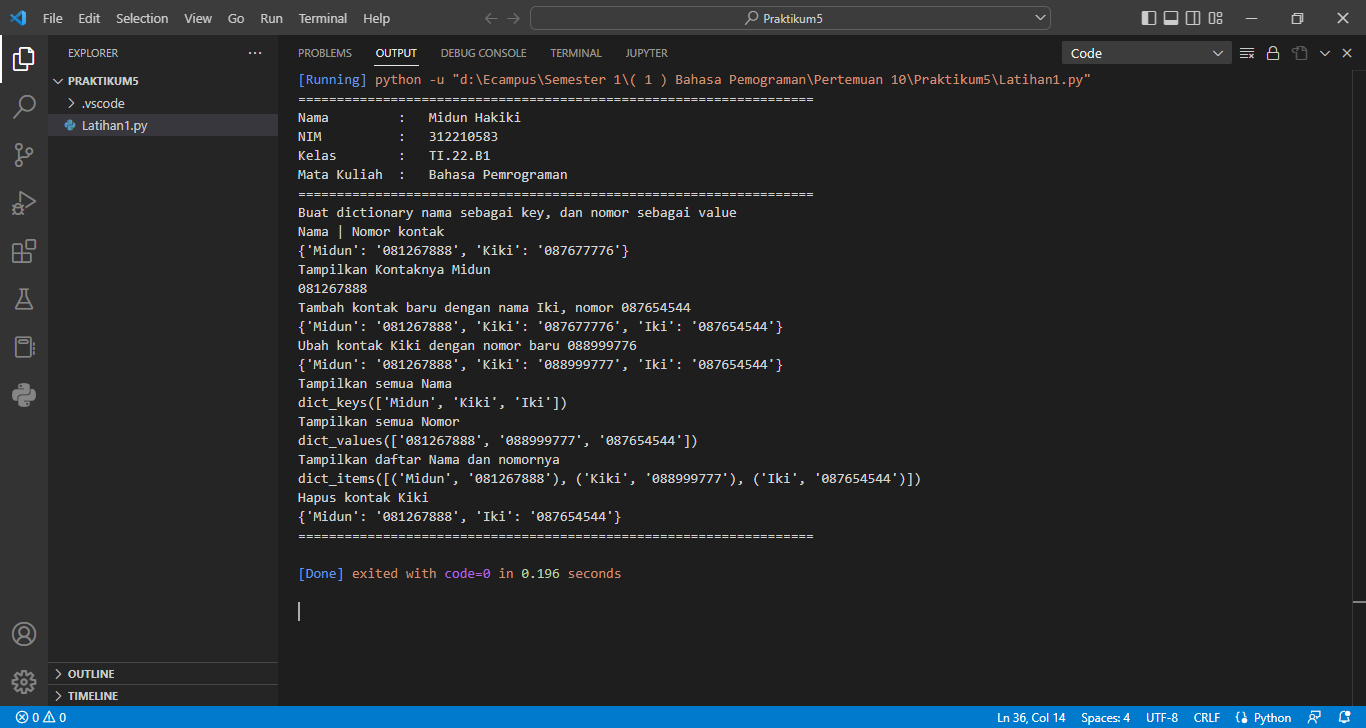 File Edit Selection View Go Run Terminal Help Praktikum5
EXPLORER
PRAKTIKUM5
.vscode
Latihan1.py
OUTLINE
TIMELINE
PROBLEMS OUTPUT DEBUG CONSOLE TERMINAL JUPYTER Code
[Running] python -u "d:\Ecampus\Semester 1\( 1 ) Bahasa Pemograman\Pertemuan 10\Praktikum5\Latihan1.py"
===================================================================
Nama : Midun Hakiki
NIM : 312210583
Kelas : TI.22.B1
Mata Kuliah : Bahasa Pemrograman
===================================================================
Buat dictionary nama sebagai key, dan nomor sebagai value
Nama | Nomor kontak
{'Midun': '081267888', 'Kiki': '087677776'}
Tampilkan Kontaknya Midun
081267888
Tambah kontak baru dengan nama Iki, nomor 087654544
{'Midun': '081267888', 'Kiki': '087677776', 'Iki': '087654544'}
Ubah kontak Kiki dengan nomor baru 088999776
{'Midun': '081267888', 'Kiki': '088999777', 'Iki': '087654544'}
Tampilkan semua Nama
dict_keys(['Midun', 'Kiki', 'Iki'])
Tampilkan semua Nomor
dict_values(['081267888', '088999777', '087654544'])
Tampilkan daftar Nama dan nomornya
dict_items([('Midun', '081267888'), ('Kiki', '088999777'), ('Iki', '087654544')])
Hapus kontak Kiki
{'Midun': '081267888', 'Iki': '087654544'}
===================================================================
[Done] exited with code=0 in 0.196 seconds
0 0 Ln 36, Col 14 Spaces: 4 UTF-8 CRLF Python